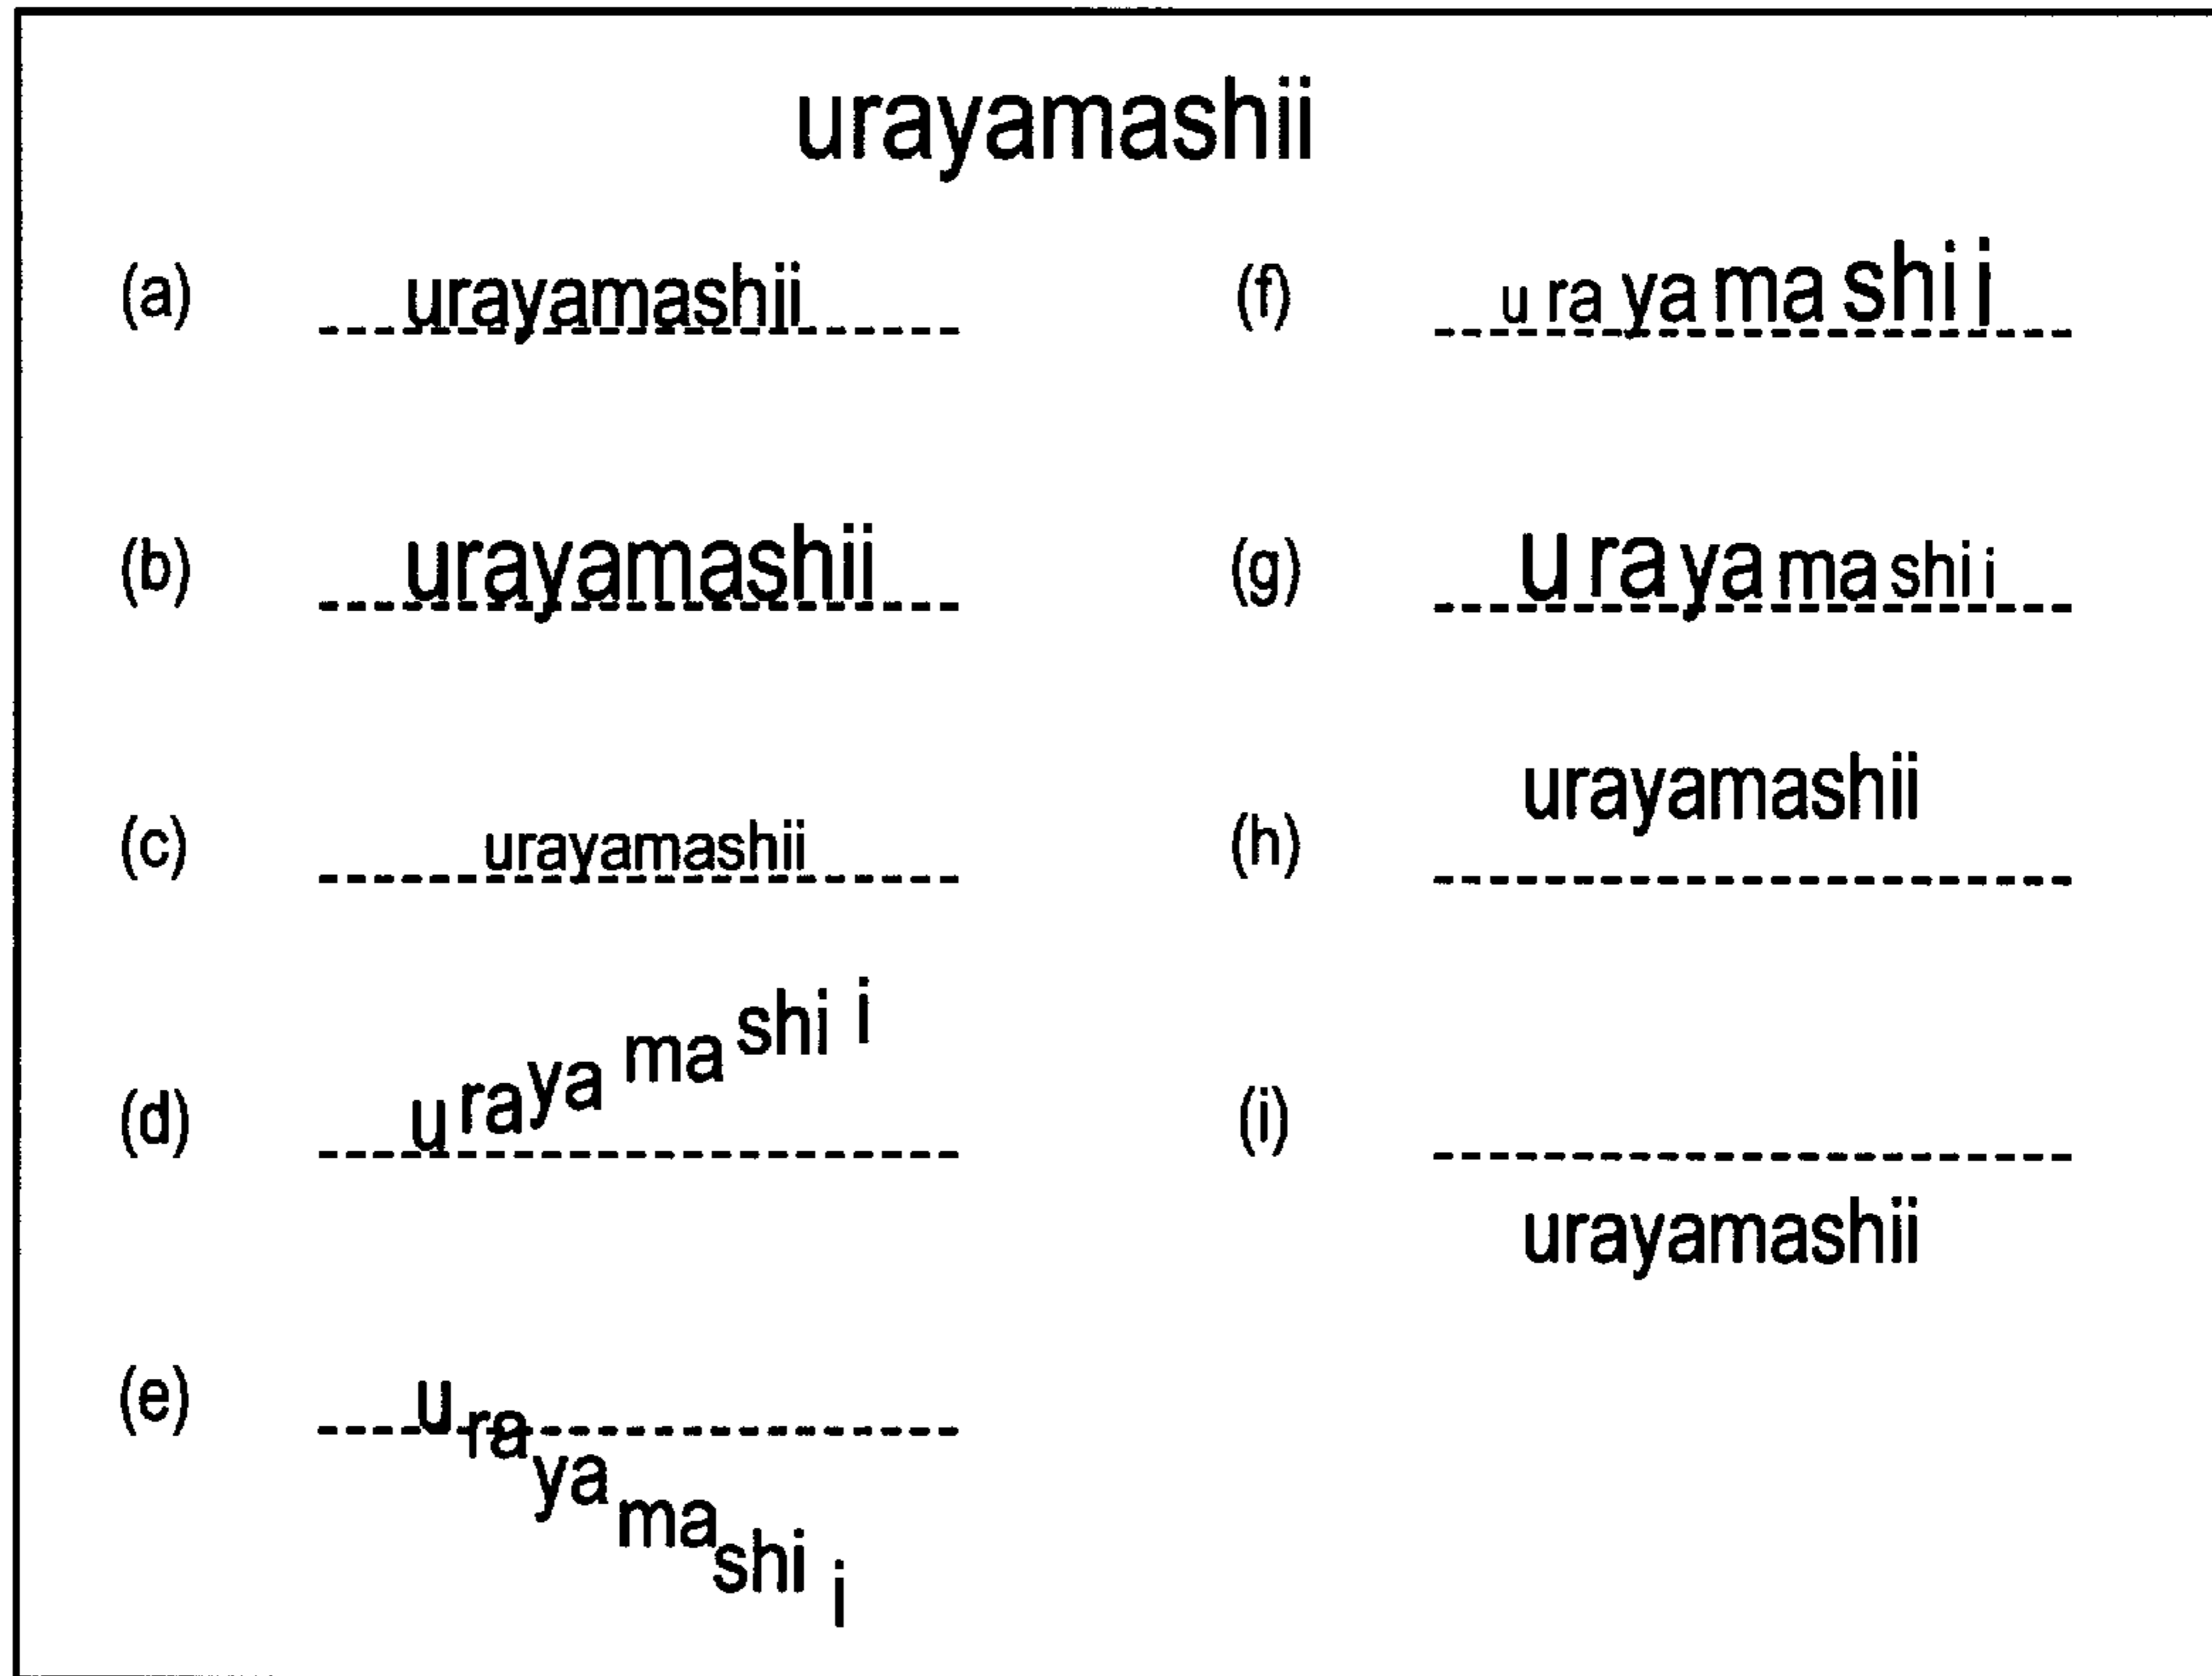 urayamashii
(a) urayamashii
(b) urayamashii
(c) urayamashii
(d) u ra ya ma shi i
(e) u ra ya ma shi i
(f) u ra ya ma shi i
(g) u ra ya ma shi i
(h) urayamashii
(i) urayamashii